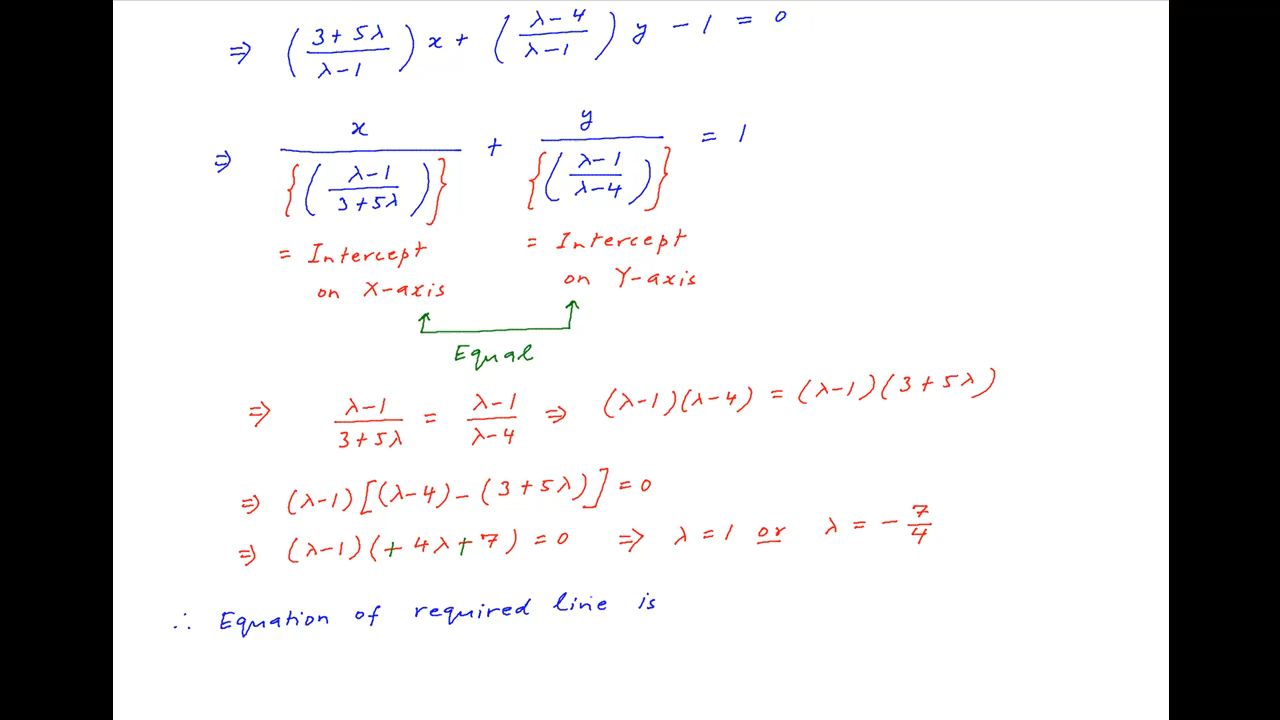 ⇒ ((3 + 5λ)/(λ − 1)) x + ((λ − 4)/(λ − 1)) y − 1 = 0
⇒ x/{((λ − 1)/(3 + 5λ))} + y/{((λ − 1)/(λ − 4))} = 1
= Intercept on X-axis
= Intercept on Y-axis
Equal
⇒ (λ − 1)/(3 + 5λ) = (λ − 1)/(λ − 4) ⇒ (λ − 1)(λ − 4) = (λ − 1)(3 + 5λ)
⇒ (λ − 1)[(λ − 4) − (3 + 5λ)] = 0
⇒ (λ − 1)(+ 4λ + 7) = 0 ⇒ λ = 1 or λ = − 7/4
∴ Equation of required line is